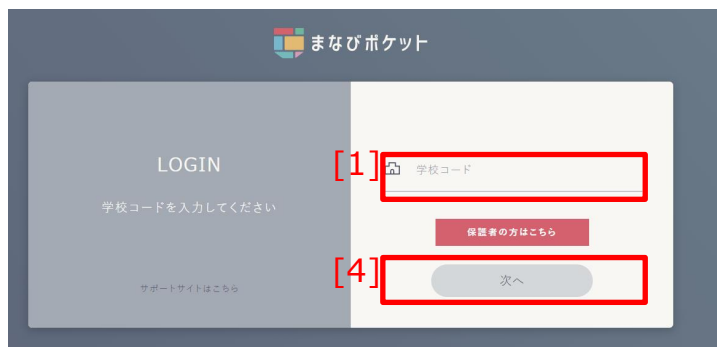 まなびポケット
LOGIN
学校コードを入力してください
サポートサイトはこちら
[1]
学校コード
保護者の方はこちら
[4]
次へ